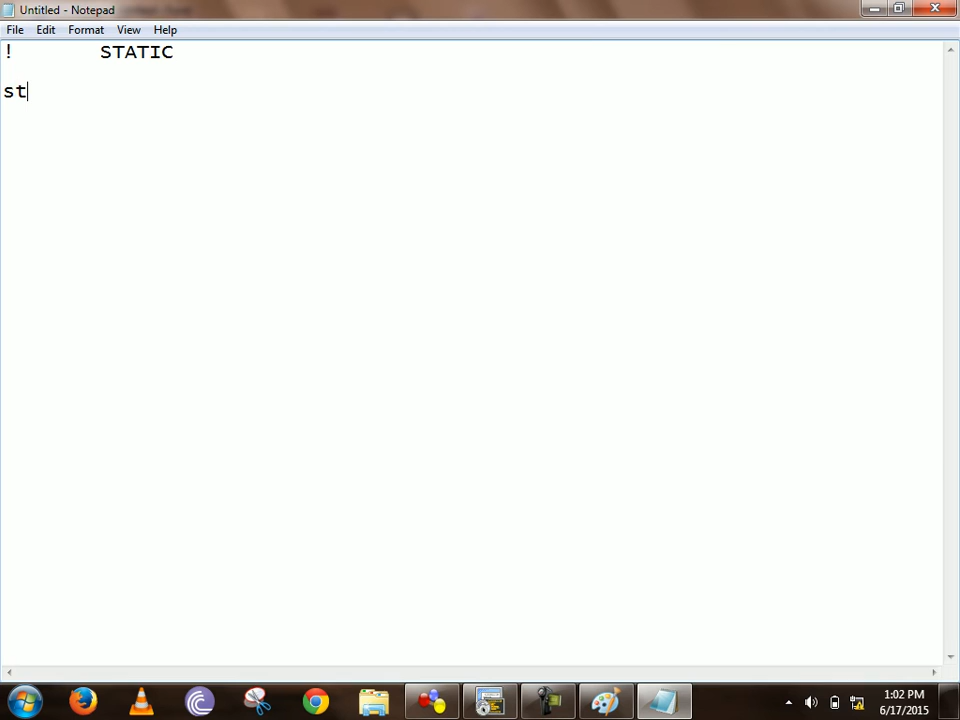 Untitled - Notepad
File Edit Format View Help
! STATIC
st
1:02 PM
6/17/2015